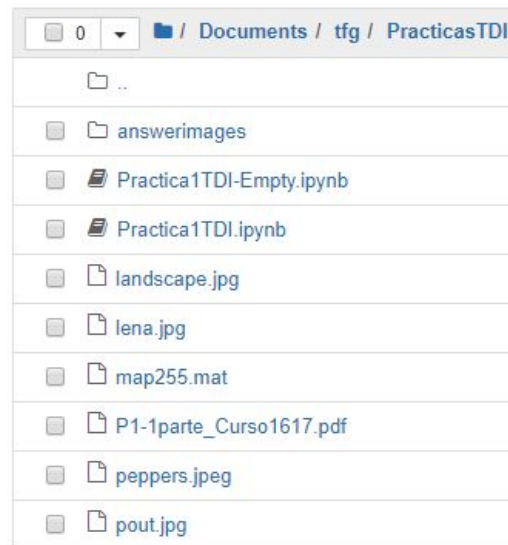 0 / Documents / tfg / PracticasTDI
..
answerimages
Practica1TDI-Empty.ipynb
Practica1TDI.ipynb
landscape.jpg
lena.jpg
map255.mat
P1-1parte_Curso1617.pdf
peppers.jpeg
pout.jpg